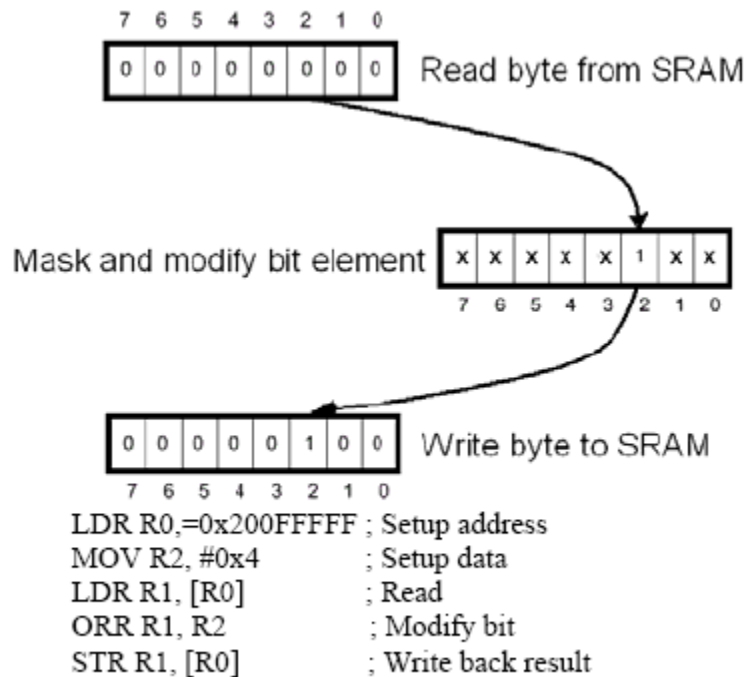 7 6 5 4 3 2 1 0
0 0 0 0 0 0 0 0 Read byte from SRAM
Mask and modify bit element x x x x x 1 x x
7 6 5 4 3 2 1 0
0 0 0 0 0 1 0 0 Write byte to SRAM
7 6 5 4 3 2 1 0
LDR R0,=0x200FFFFF ; Setup address
MOV R2, #0x4 ; Setup data
LDR R1, [R0] ; Read
ORR R1, R2 ; Modify bit
STR R1, [R0] ; Write back result